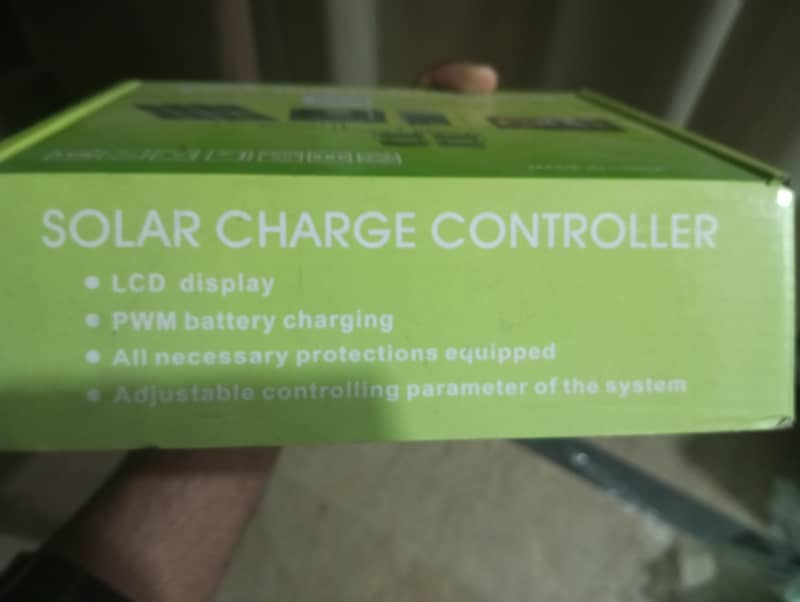 SOLAR CHARGE CONTROLLER
● LCD display
● PWM battery charging
● All necessary protections equipped
● Adjustable controlling parameter of the system